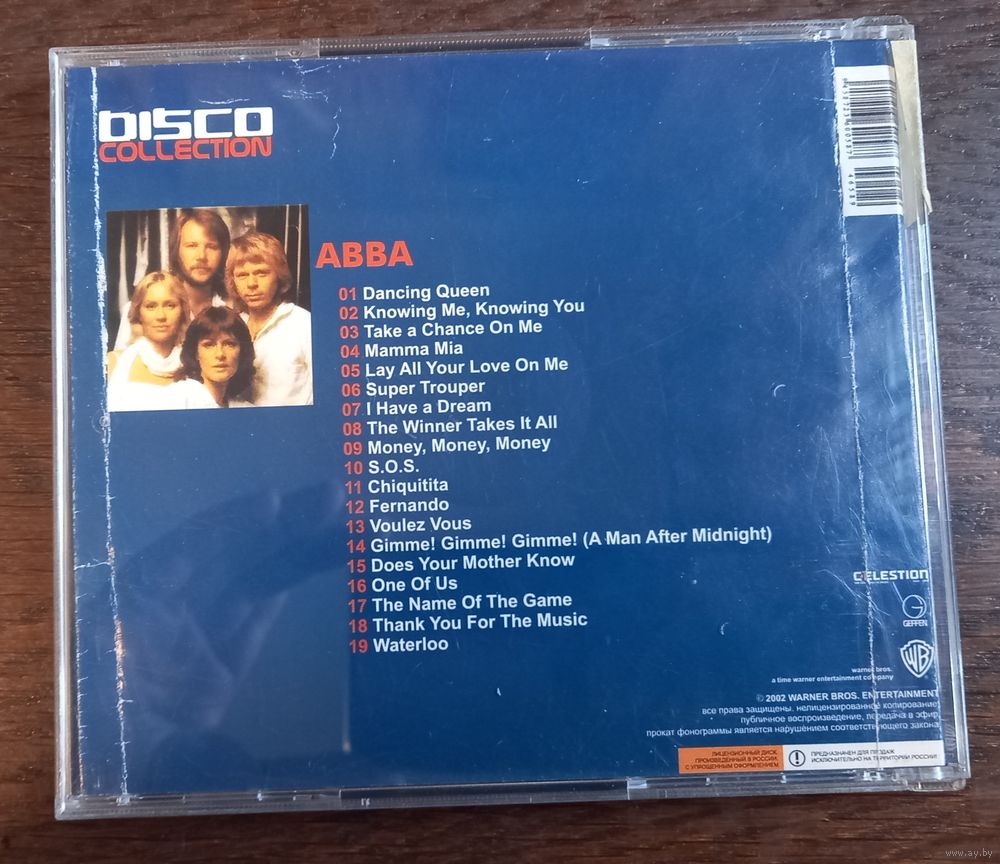 DISCO
COLLECTION
ABBA
01 Dancing Queen
02 Knowing Me, Knowing You
03 Take a Chance On Me
04 Mamma Mia
05 Lay All Your Love On Me
06 Super Trouper
07 I Have a Dream
08 The Winner Takes It All
09 Money, Money, Money
10 S.O.S.
11 Chiquitita
12 Fernando
13 Voulez Vous
14 Gimme! Gimme! Gimme! (A Man After Midnight)
15 Does Your Mother Know
16 One Of Us
17 The Name Of The Game
18 Thank You For The Music
19 Waterloo
46589
CELESTION
GEFFEN
WB
warner bros.
a time warner entertainment company
© 2002 WARNER BROS. ENTERTAINMENT
все права защищены. нелицензированное копирование,
публичное воспроизведение, передача в эфир,
прокат фонограммы является нарушением соответствующего закона
ЛИЦЕНЗИОННЫЙ ДИСК,
ПРОИЗВЕДЕННЫЙ В РОССИИ,
С УПРОЩЕННЫМ ОФОРМЛЕНИЕМ
ПРЕДНАЗНАЧЕН ДЛЯ ПРОДАЖ
ИСКЛЮЧИТЕЛЬНО НА ТЕРРИТОРИИ РОССИИ
www.ay.by